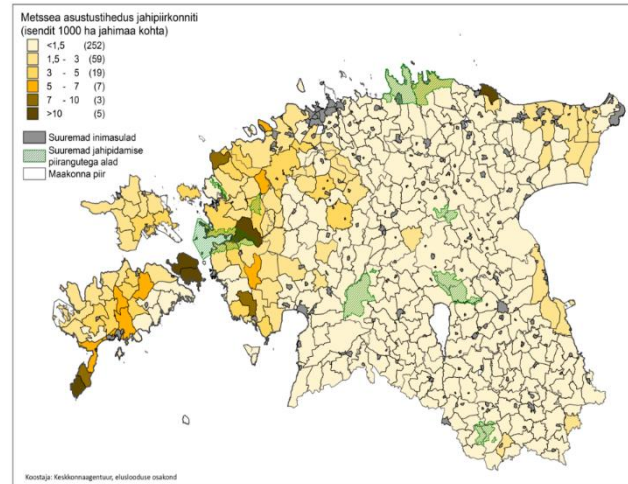 Metssea asustustihedus jahipiirkonniti
(isendit 1000 ha jahimaa kohta)
<1,5 (252)
1,5 - 3 (59)
3 - 5 (19)
5 - 7 (7)
7 - 10 (3)
>10 (5)
Suuremad inimasulad
Suuremad jahipidamise
piirangutega alad
Maakonna piir
Koostaja: Keskkonnaagentuur, eluslooduse osakond